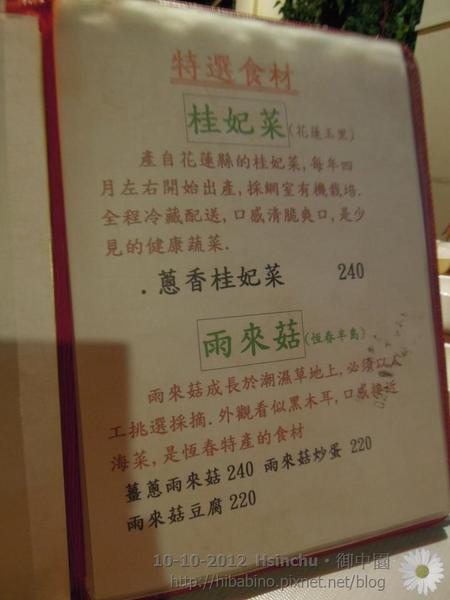 特選食材
桂妃菜(花蓮玉里)
產自花蓮縣的桂妃菜,每年四
月左右開始出產,採網室有機栽培.
全程冷藏配送,口感清脆爽口,是少
見的健康蔬菜.
.蔥香桂妃菜 240
雨來菇(恆春半島)
雨來菇成長於潮濕草地上,必須以人
工挑選採摘.外觀看似黑木耳,口感接近
海菜,是恆春特產的食材
薑蔥雨來菇 240 雨來菇炒蛋 220
雨來菇豆腐 220
10-10-2012 Hsinchu・御中園
http://hibabino.pixnet.net/blog